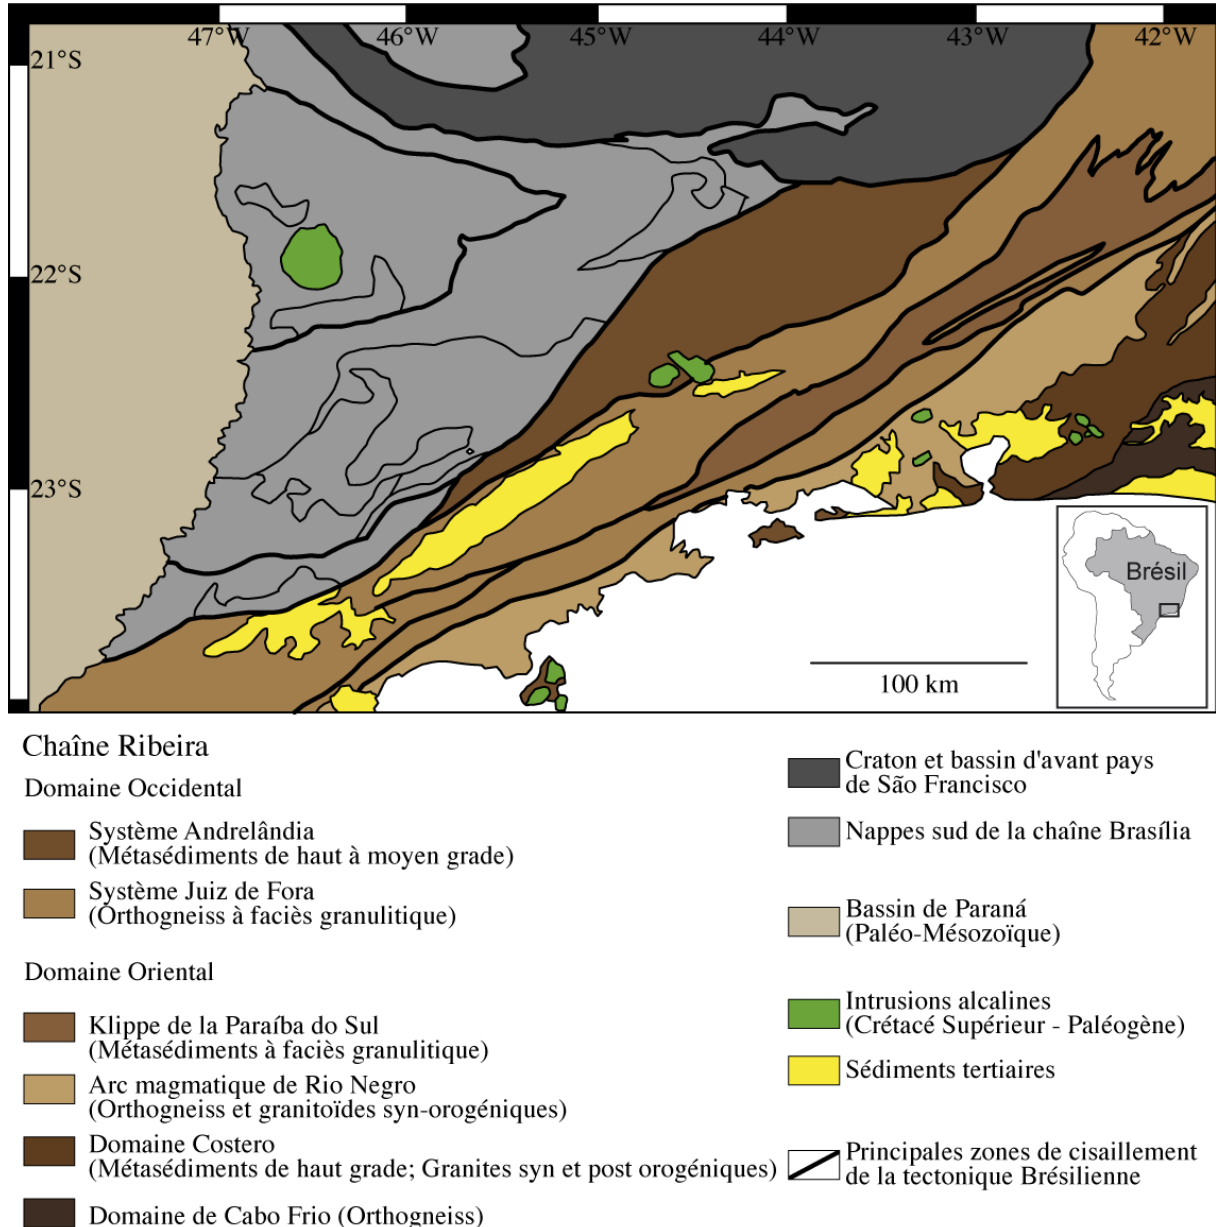 47°W 46°W 45°W 44°W 43°W 42°W
21°S
22°S
23°S
Brésil
100 km
Chaîne Ribeira
Domaine Occidental
Système Andrelândia
(Métasédiments de haut à moyen grade)
Système Juiz de Fora
(Orthogneiss à faciès granulitique)
Domaine Oriental
Klippe de la Paraíba do Sul
(Métasédiments à faciès granulitique)
Arc magmatique de Rio Negro
(Orthogneiss et granitoïdes syn-orogéniques)
Domaine Costero
(Métasédiments de haut grade; Granites syn et post orogéniques)
Domaine de Cabo Frio (Orthogneiss)
Craton et bassin d'avant pays
de São Francisco
Nappes sud de la chaîne Brasília
Bassin de Paraná
(Paléo-Mésozoïque)
Intrusions alcalines
(Crétacé Supérieur - Paléogène)
Sédiments tertiaires
Principales zones de cisaillement
de la tectonique Brésilienne